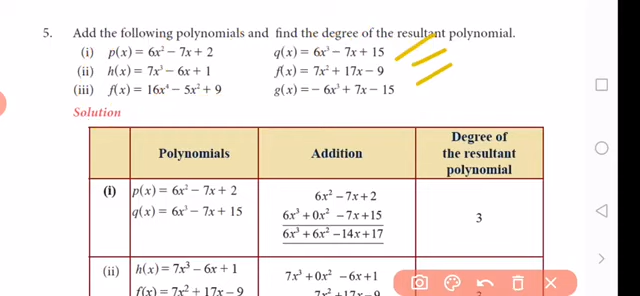 5. Add the following polynomials and find the degree of the resultant polynomial.
(i) p(x) = 6x² – 7x + 2 q(x) = 6x³ – 7x + 15
(ii) h(x) = 7x³ – 6x + 1 f(x) = 7x² + 17x – 9
(iii) f(x) = 16x⁴ – 5x² + 9 g(x) = – 6x³ + 7x – 15
Solution
Polynomials Addition Degree of the resultant polynomial
(i) p(x) = 6x² – 7x + 2 6x² – 7x + 2
q(x) = 6x³ – 7x + 15 6x³ + 0x² – 7x + 15 3
6x³ + 6x² – 14x + 17
(ii) h(x) = 7x³ – 6x + 1 7x³ + 0x² – 6x + 1
f(x) = 7x² + 17x – 9 7x² + 17x – 9